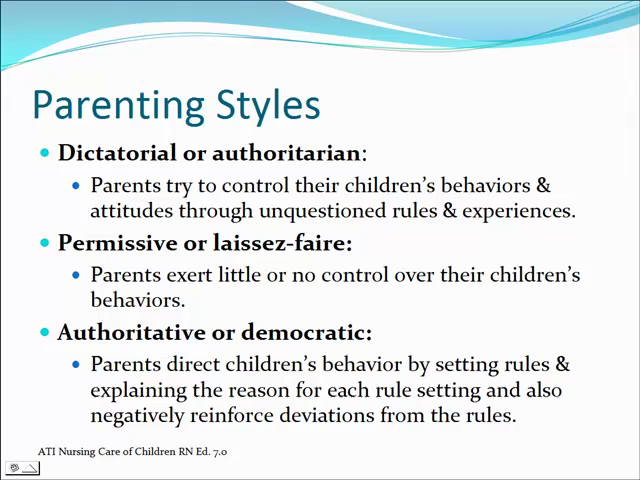 Parenting Styles
Dictatorial or authoritarian:
Parents try to control their children's behaviors &
attitudes through unquestioned rules & experiences.
Permissive or laissez-faire:
Parents exert little or no control over their children's
behaviors.
Authoritative or democratic:
Parents direct children's behavior by setting rules &
explaining the reason for each rule setting and also
negatively reinforce deviations from the rules.
ATI Nursing Care of Children RN Ed. 7.0